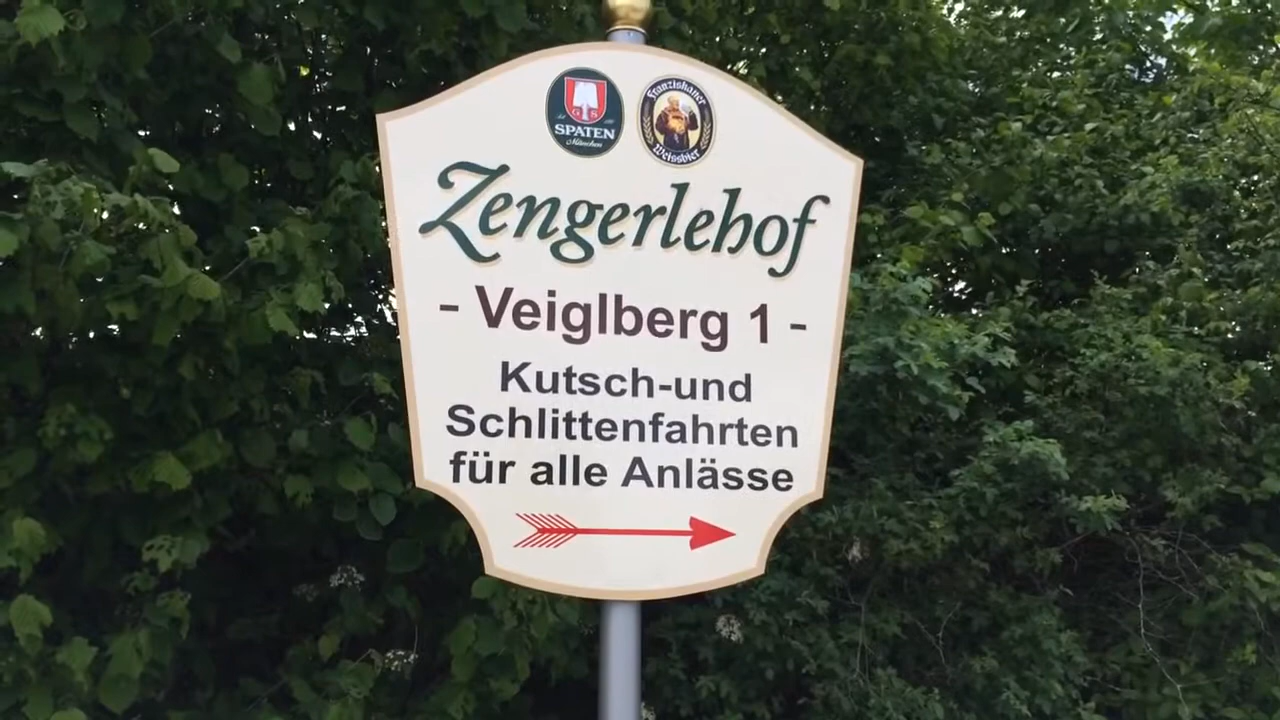 G S
SPATEN
München
Franziskaner
Weissbier
Zengerlehof
- Veiglberg 1 -
Kutsch-und
Schlittenfahrten
für alle Anlässe